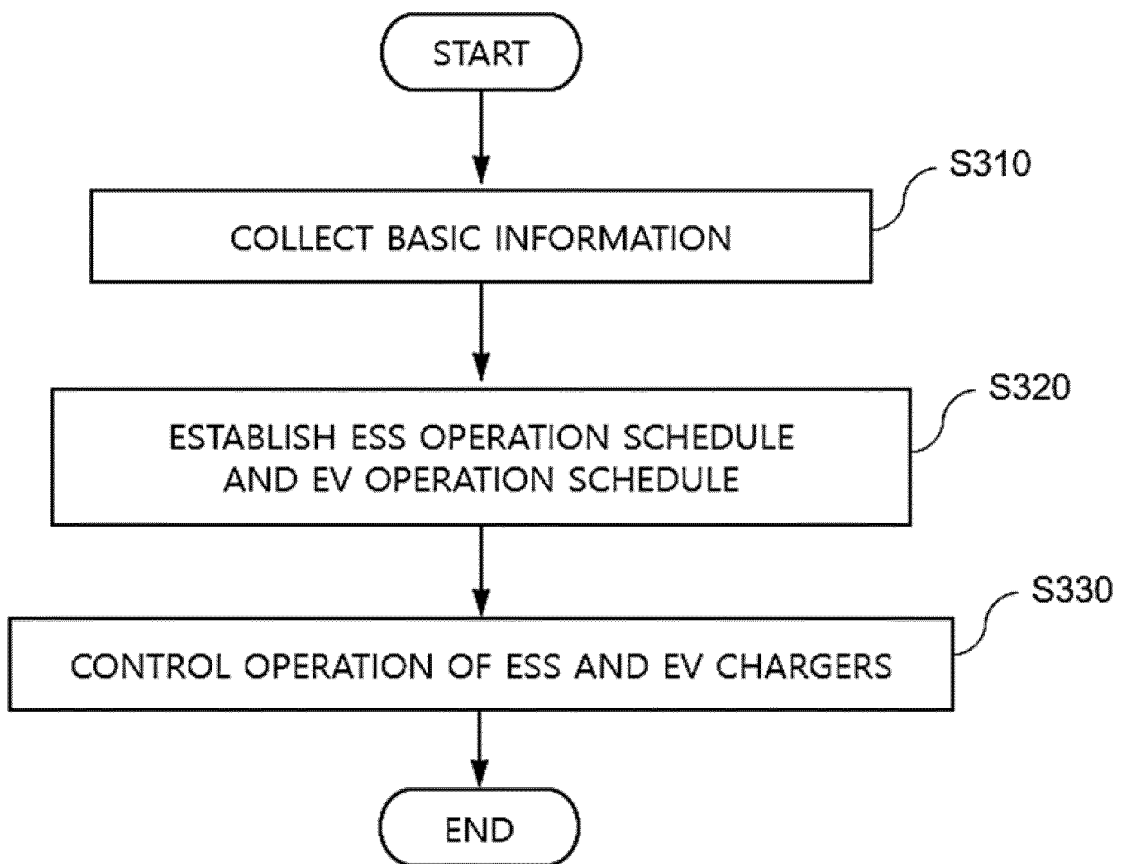 START
S310
COLLECT BASIC INFORMATION
S320
ESTABLISH ESS OPERATION SCHEDULE
AND EV OPERATION SCHEDULE
S330
CONTROL OPERATION OF ESS AND EV CHARGERS
END